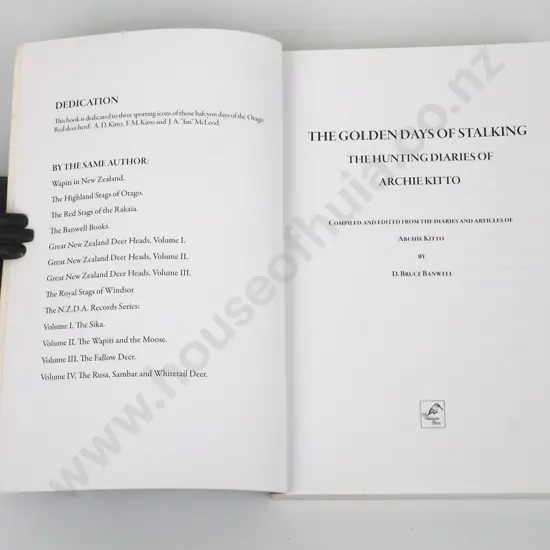 DEDICATION
This book is dedicated to three sporting icons of those halcyon days of the Otago
Red deer herd: A. D. Kitto, F. M. Kitto and J. A. "Ian" McLeod.
BY THE SAME AUTHOR:
Wapiti in New Zealand.
The Highland Stags of Otago.
The Red Stags of the Rakaia.
The Banwell Books.
Great New Zealand Deer Heads, Volume I.
Great New Zealand Deer Heads, Volume II.
Great New Zealand Deer Heads, Volume III.
The Royal Stags of Windsor
The N.Z.D.A. Records Series:
Volume I, The Sika.
Volume II, The Wapiti and the Moose.
Volume III, The Fallow Deer.
Volume IV, The Rusa, Sambar and Whitetail Deer.
THE GOLDEN DAYS OF STALKING
THE HUNTING DIARIES OF
ARCHIE KITTO
COMPILED AND EDITED FROM THE DIARIES AND ARTICLES OF
ARCHIE KITTO
BY
D. BRUCE BANWELL
The
Halcyon
Press
www.houseofhuia.co.nz